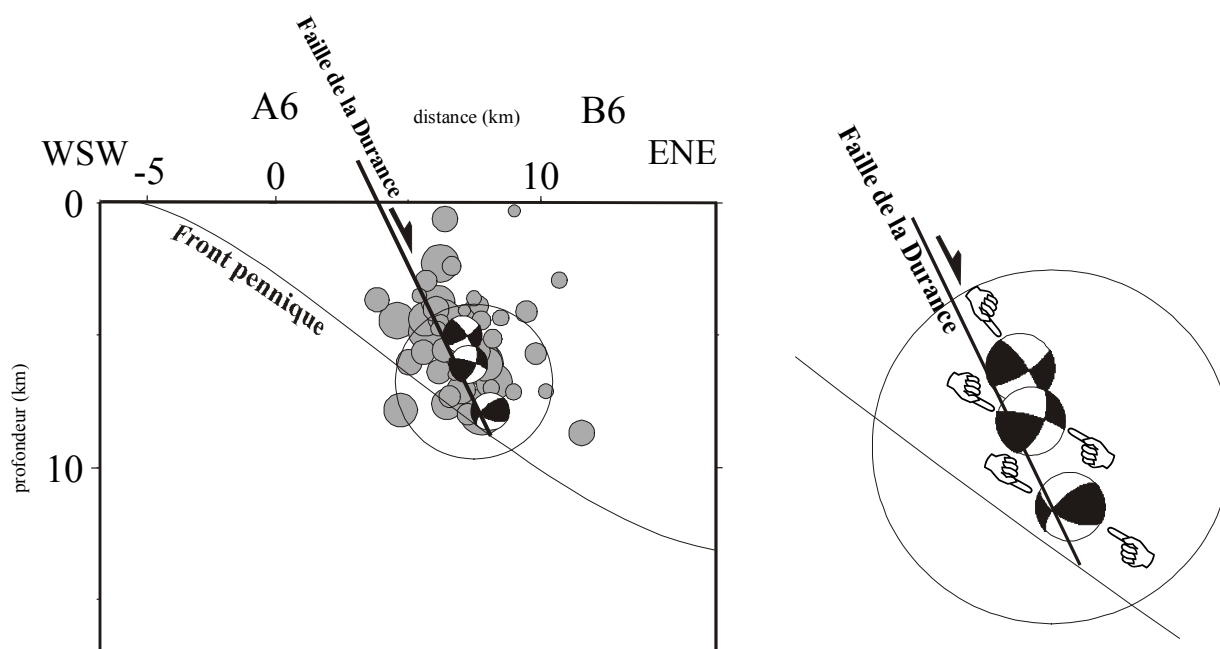 Faille de la Durance
A6
distance (km)
B6
WSW
ENE
-5
0
10
0
Front pennique
profondeur (km)
10
Faille de la Durance